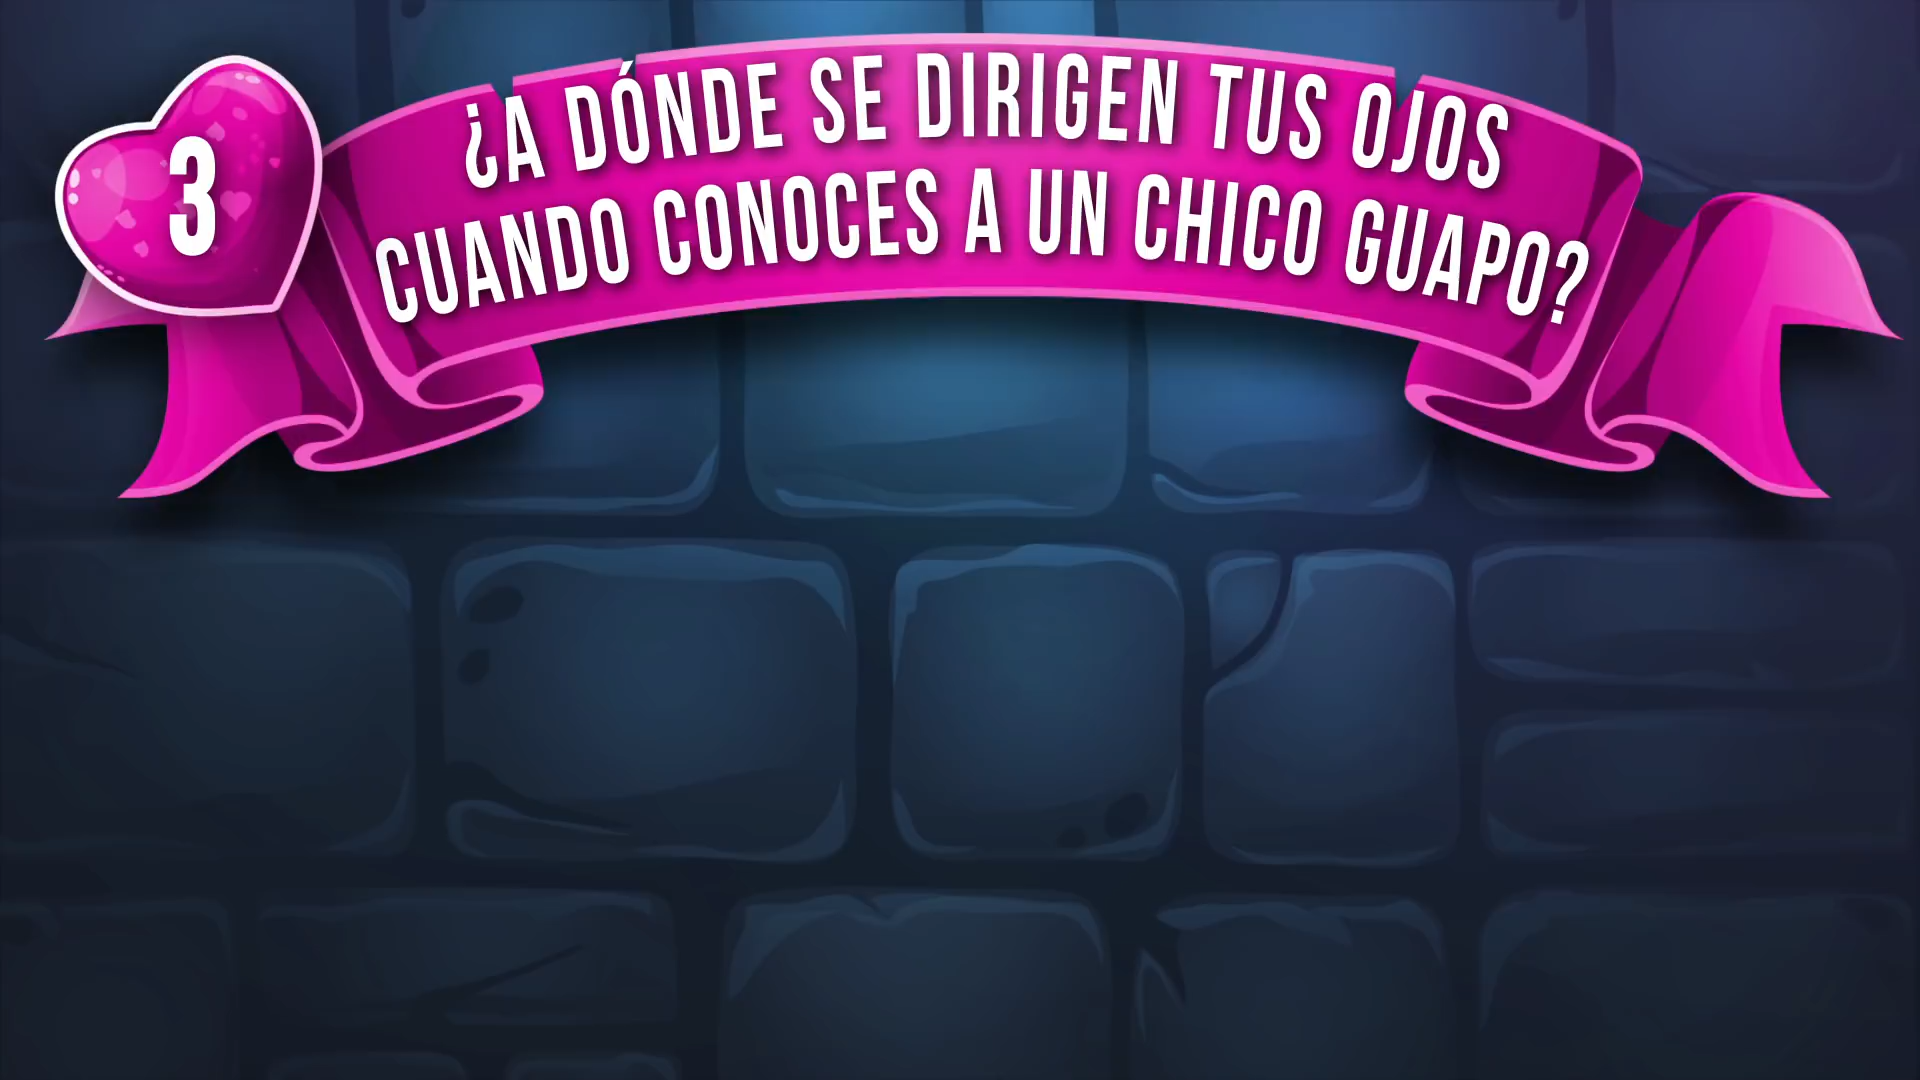 3
¿A DÓNDE SE DIRIGEN TUS OJOS
CUANDO CONOCES A UN CHICO GUAPO?